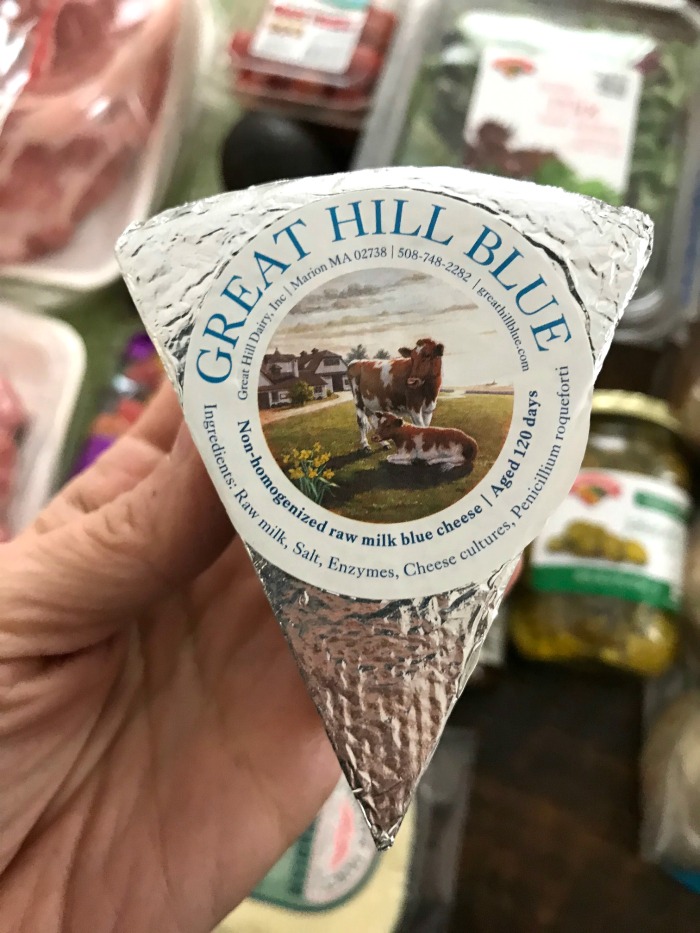 GREAT HILL BLUE
Great Hill Dairy, Inc | Marion MA 02738 | 508-748-2282 | greathillblue.com
Non-homogenized raw milk blue cheese | Aged 120 days
Ingredients: Raw milk, Salt, Enzymes, Cheese cultures, Penicillium roqueforti